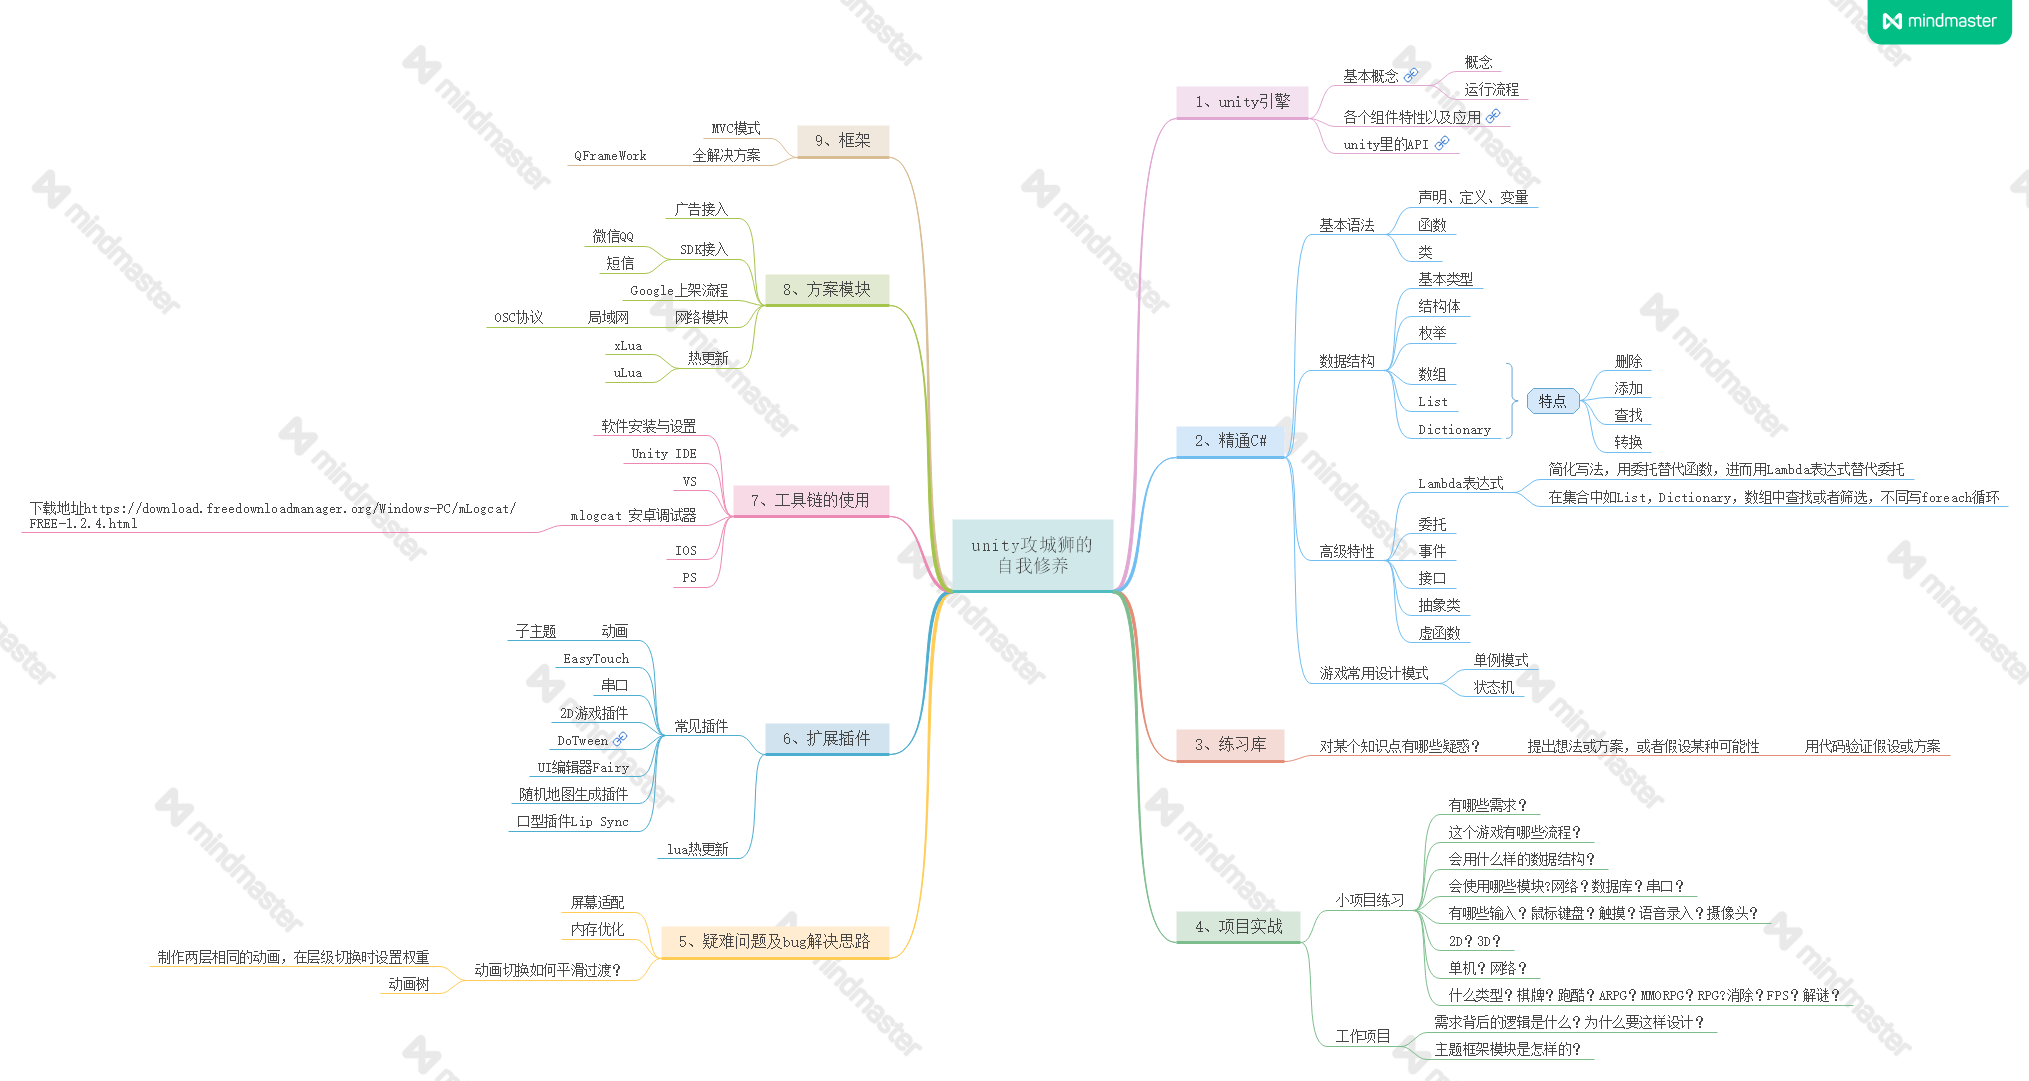 mindmaster
unity攻城狮的
自我修养
1、unity引擎
基本概念
概念
运行流程
各个组件特性以及应用
unity里的API
2、精通C#
基本语法
声明、定义、变量
函数
类
数据结构
基本类型
结构体
枚举
数组
List
Dictionary
特点
删除
添加
查找
转换
高级特性
Lambda表达式
简化写法，用委托替代函数，进而用Lambda表达式替代委托
在集合中如List，Dictionary，数组中查找或者筛选，不同写foreach循环
委托
事件
接口
抽象类
虚函数
游戏常用设计模式
单例模式
状态机
3、练习库
对某个知识点有哪些疑惑？
提出想法或方案，或者假设某种可能性
用代码验证假设或方案
4、项目实战
小项目练习
有哪些需求？
这个游戏有哪些流程？
会用什么样的数据结构？
会使用哪些模块?网络？数据库？串口？
有哪些输入？鼠标键盘？触摸？语音录入？摄像头？
2D？3D？
单机？网络？
什么类型？棋牌？跑酷？ARPG？MMORPG？RPG?消除？FPS？解谜？
工作项目
需求背后的逻辑是什么？为什么要这样设计？
主题框架模块是怎样的？
5、疑难问题及bug解决思路
屏幕适配
内存优化
动画切换如何平滑过渡？
制作两层相同的动画，在层级切换时设置权重
动画树
6、扩展插件
常见插件
动画
子主题
EasyTouch
串口
2D游戏插件
DoTween
UI编辑器Fairy
随机地图生成插件
口型插件Lip Sync
lua热更新
7、工具链的使用
软件安装与设置
Unity IDE
VS
mlogcat 安卓调试器
下载地址https://download.freedownloadmanager.org/Windows-PC/mLogcat/
FREE-1.2.4.html
IOS
PS
8、方案模块
广告接入
SDK接入
微信QQ
短信
Google上架流程
网络模块
局域网
OSC协议
热更新
xLua
uLua
9、框架
MVC模式
全解决方案
QFrameWork